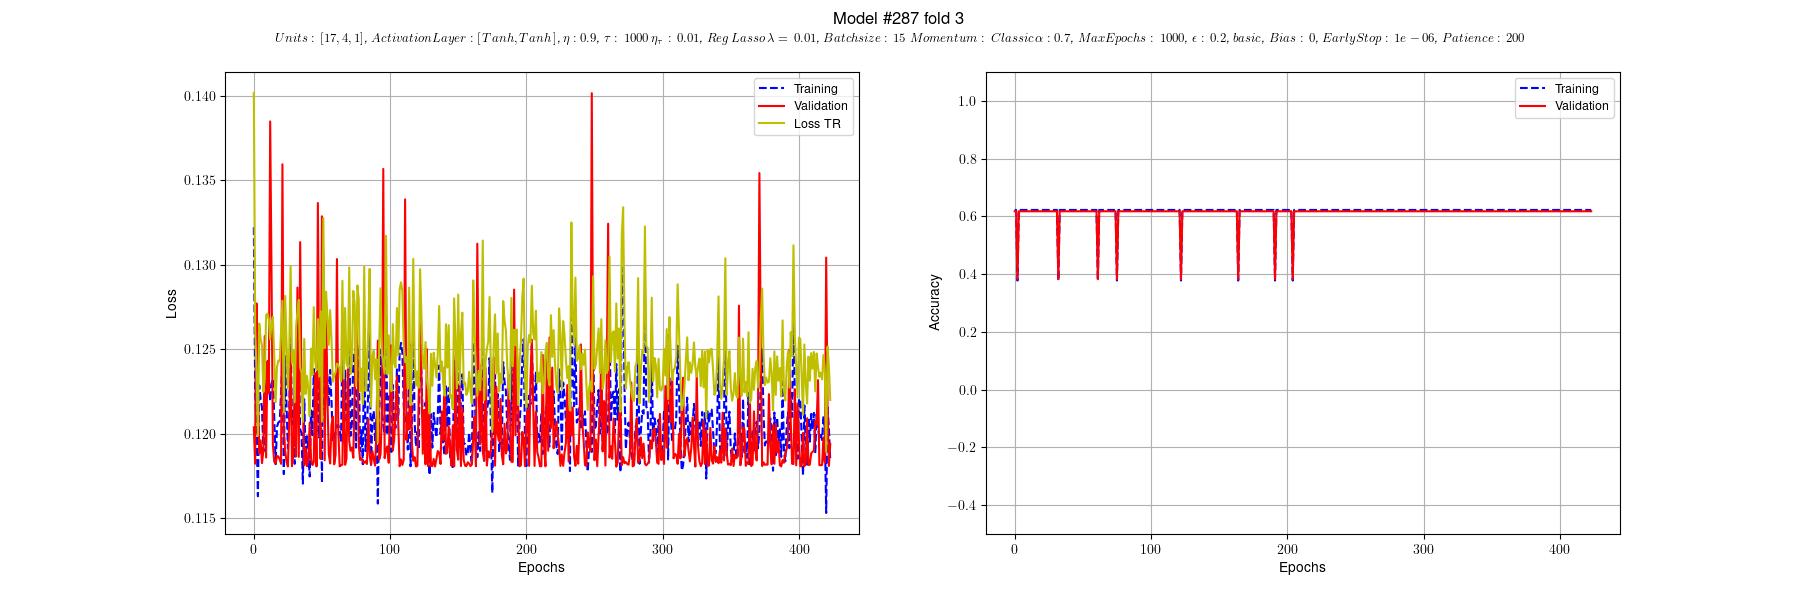 Model #287 fold 3
Units : [17, 4, 1], ActivationLayer : [Tanh, Tanh], η : 0.9, τ : 1000 ητ : 0.01, Reg Lasso λ = 0.01, Batchsize : 15 Momentum : Classic α : 0.7, MaxEpochs : 1000, ϵ : 0.2, basic, Bias : 0, EarlyStop : 1e − 06, Patience : 200
Training
Validation
Loss TR
0.140
0.135
0.130
0.125
0.120
0.115
Loss
0
100
200
300
400
Epochs
Training
Validation
1.0
0.8
0.6
0.4
0.2
0.0
−0.2
−0.4
Accuracy
0
100
200
300
400
Epochs